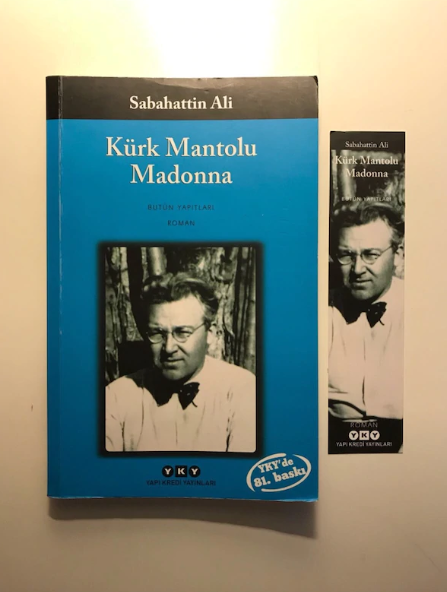 Sabahattin Ali
Kürk Mantolu
Madonna
BÜTÜN YAPITLARI
ROMAN
YKY
YAPI KREDİ YAYINLARI
YKY'de
81. baskı
Sabahattin Ali
Kürk Mantolu
Madonna
BÜTÜN YAPITLARI
ROMAN
YKY
YAPI KREDİ YAYINLARI